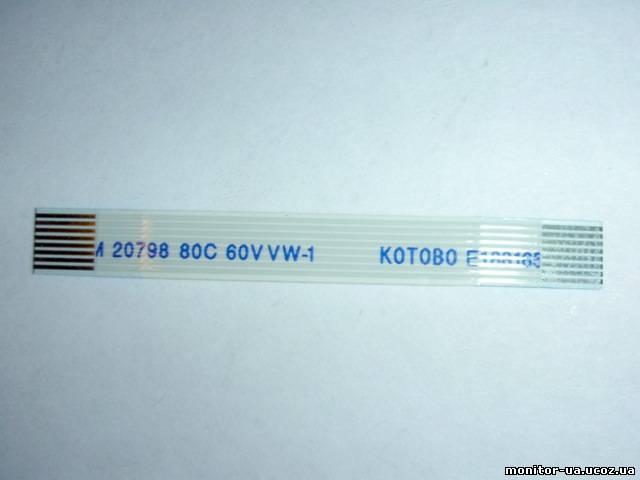 M 20798 80C 60V VW-1 KOTOBO
monitor-ua.ucoz.ua